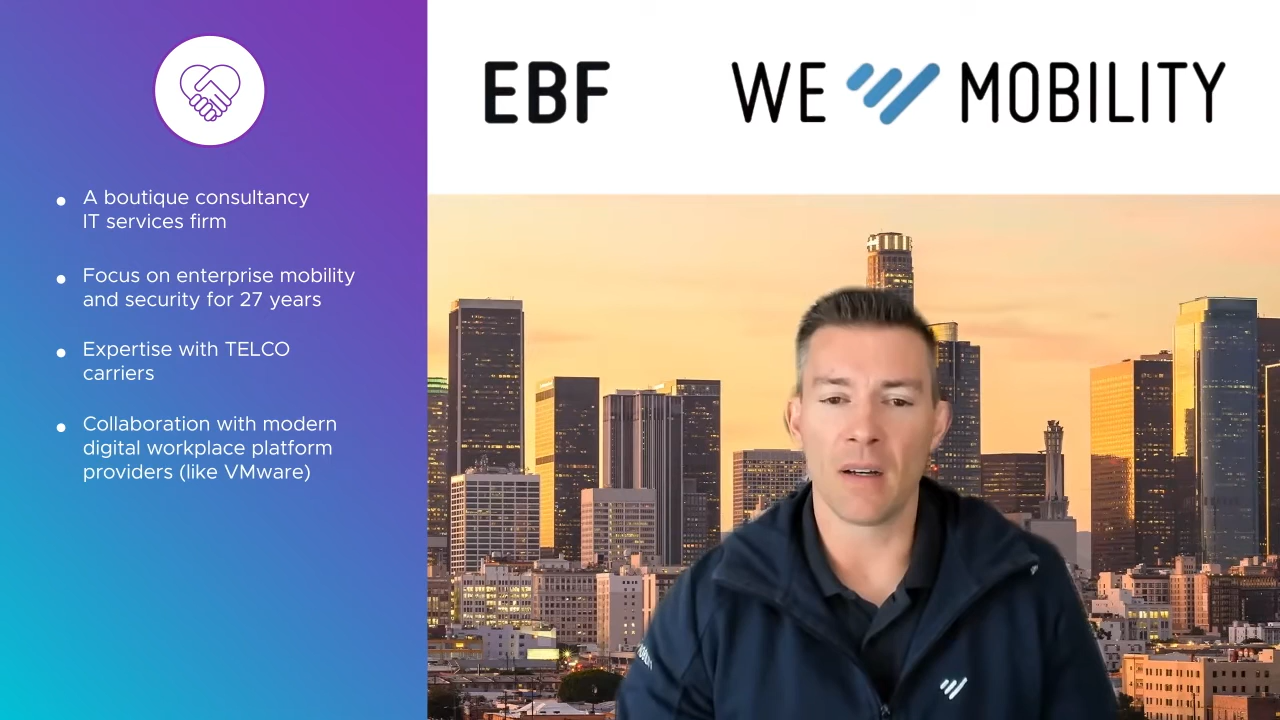 EBF
WE MOBILITY
A boutique consultancy
IT services firm
Focus on enterprise mobility
and security for 27 years
Expertise with TELCO
carriers
Collaboration with modern
digital workplace platform
providers (like VMware)